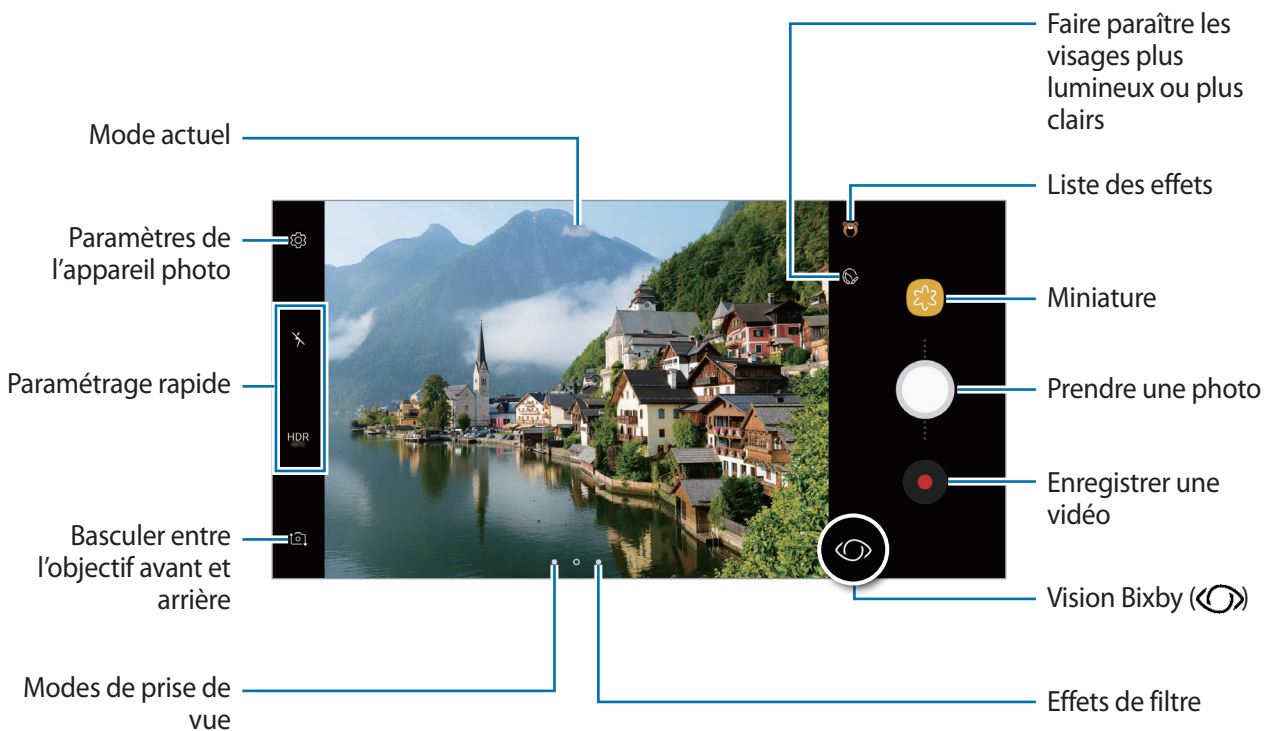 Mode actuel
Paramètres de
l'appareil photo
Paramétrage rapide
HDR
Basculer entre
l'objectif avant et
arrière
Modes de prise de
vue
Faire paraître les
visages plus
lumineux ou plus
clairs
Liste des effets
Miniature
Prendre une photo
Enregistrer une
vidéo
Vision Bixby ( )
Effets de filtre